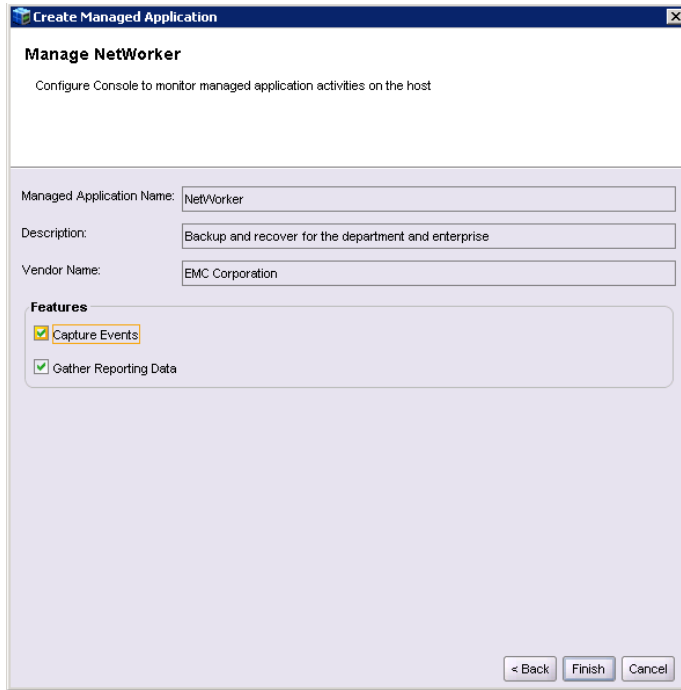 Create Managed Application
Manage NetWorker
Configure Console to monitor managed application activities on the host
Managed Application Name: NetWorker
Description: Backup and recover for the department and enterprise
Vendor Name: EMC Corporation
Features
Capture Events
Gather Reporting Data
< Back Finish Cancel